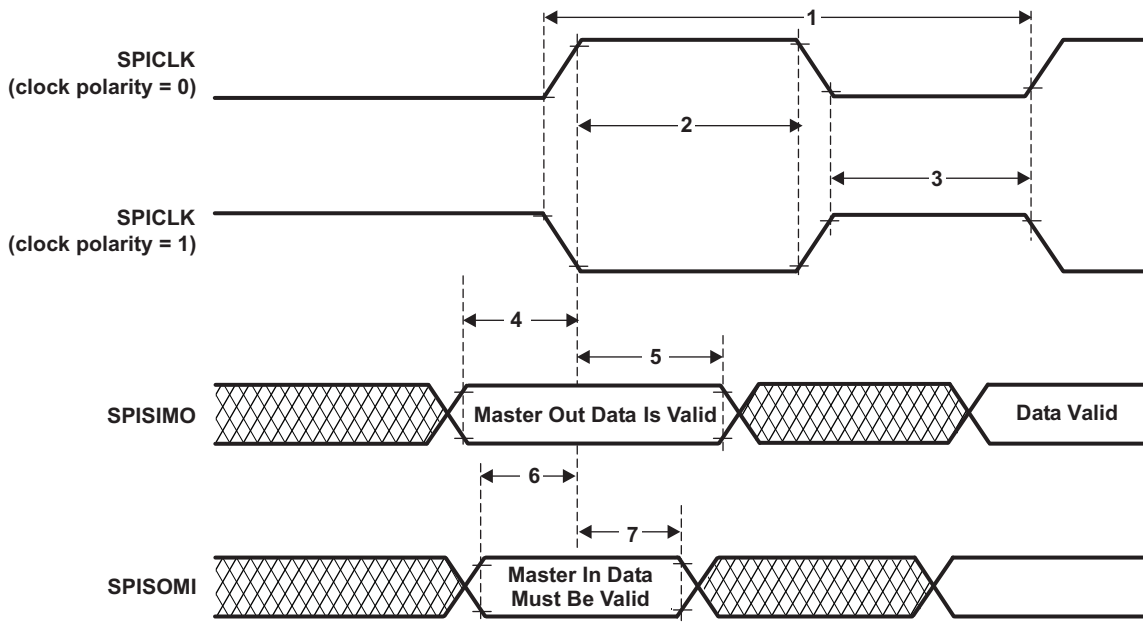 1
SPICLK
(clock polarity = 0)
2
3
SPICLK
(clock polarity = 1)
4
5
SPISIMO
Master Out Data Is Valid
Data Valid
6
7
SPISOMI
Master In Data
Must Be Valid